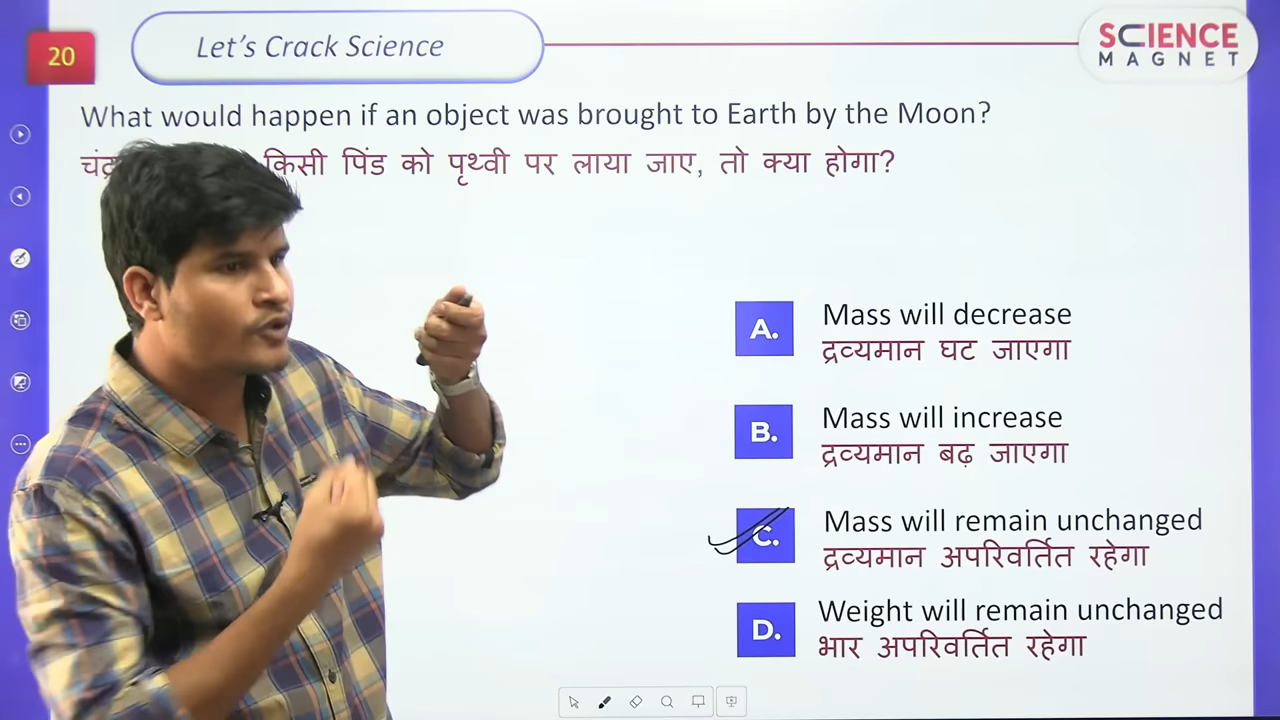 20
Let's Crack Science
SCIENCE
MAGNET
What would happen if an object was brought to Earth by the Moon?
किसी पिंड को पृथ्वी पर लाया जाए, तो क्या होगा?
A.
Mass will decrease
द्रव्यमान घट जाएगा
B.
Mass will increase
द्रव्यमान बढ़ जाएगा
C.
Mass will remain unchanged
द्रव्यमान अपरिवर्तित रहेगा
D.
Weight will remain unchanged
भार अपरिवर्तित रहेगा